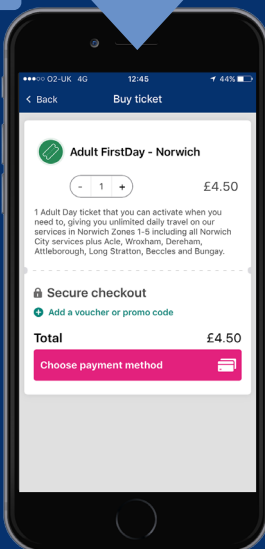 O2-UK 4G 12:45 44%
Back Buy ticket
Adult FirstDay - Norwich
- 1 + £4.50
1 Adult Day ticket that you can activate when you
need to, giving you unlimited daily travel on our
services in Norwich Zones 1-5 including all Norwich
City services plus Acle, Wroxham, Dereham,
Attleborough, Long Stratton, Beccles and Bungay.
Secure checkout
Add a voucher or promo code
Total £4.50
Choose payment method